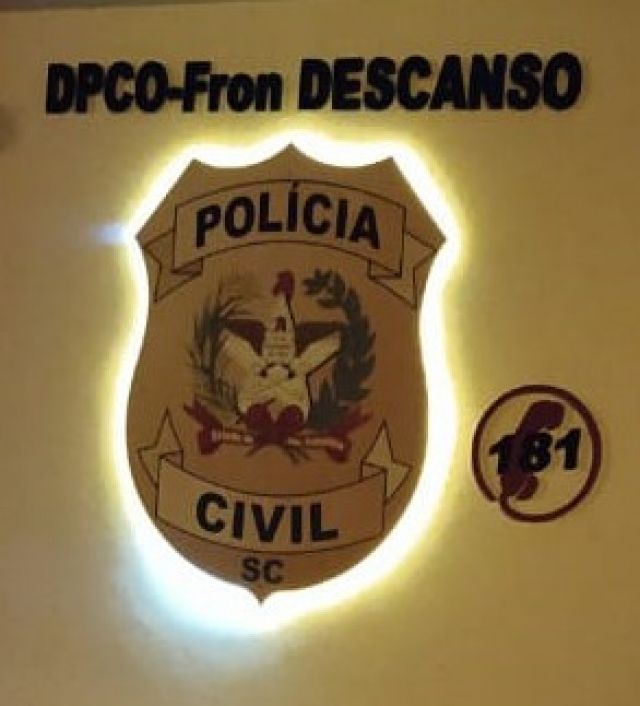 DPCO-Fron DESCANSO
POLÍCIA
CIVIL
SC
181